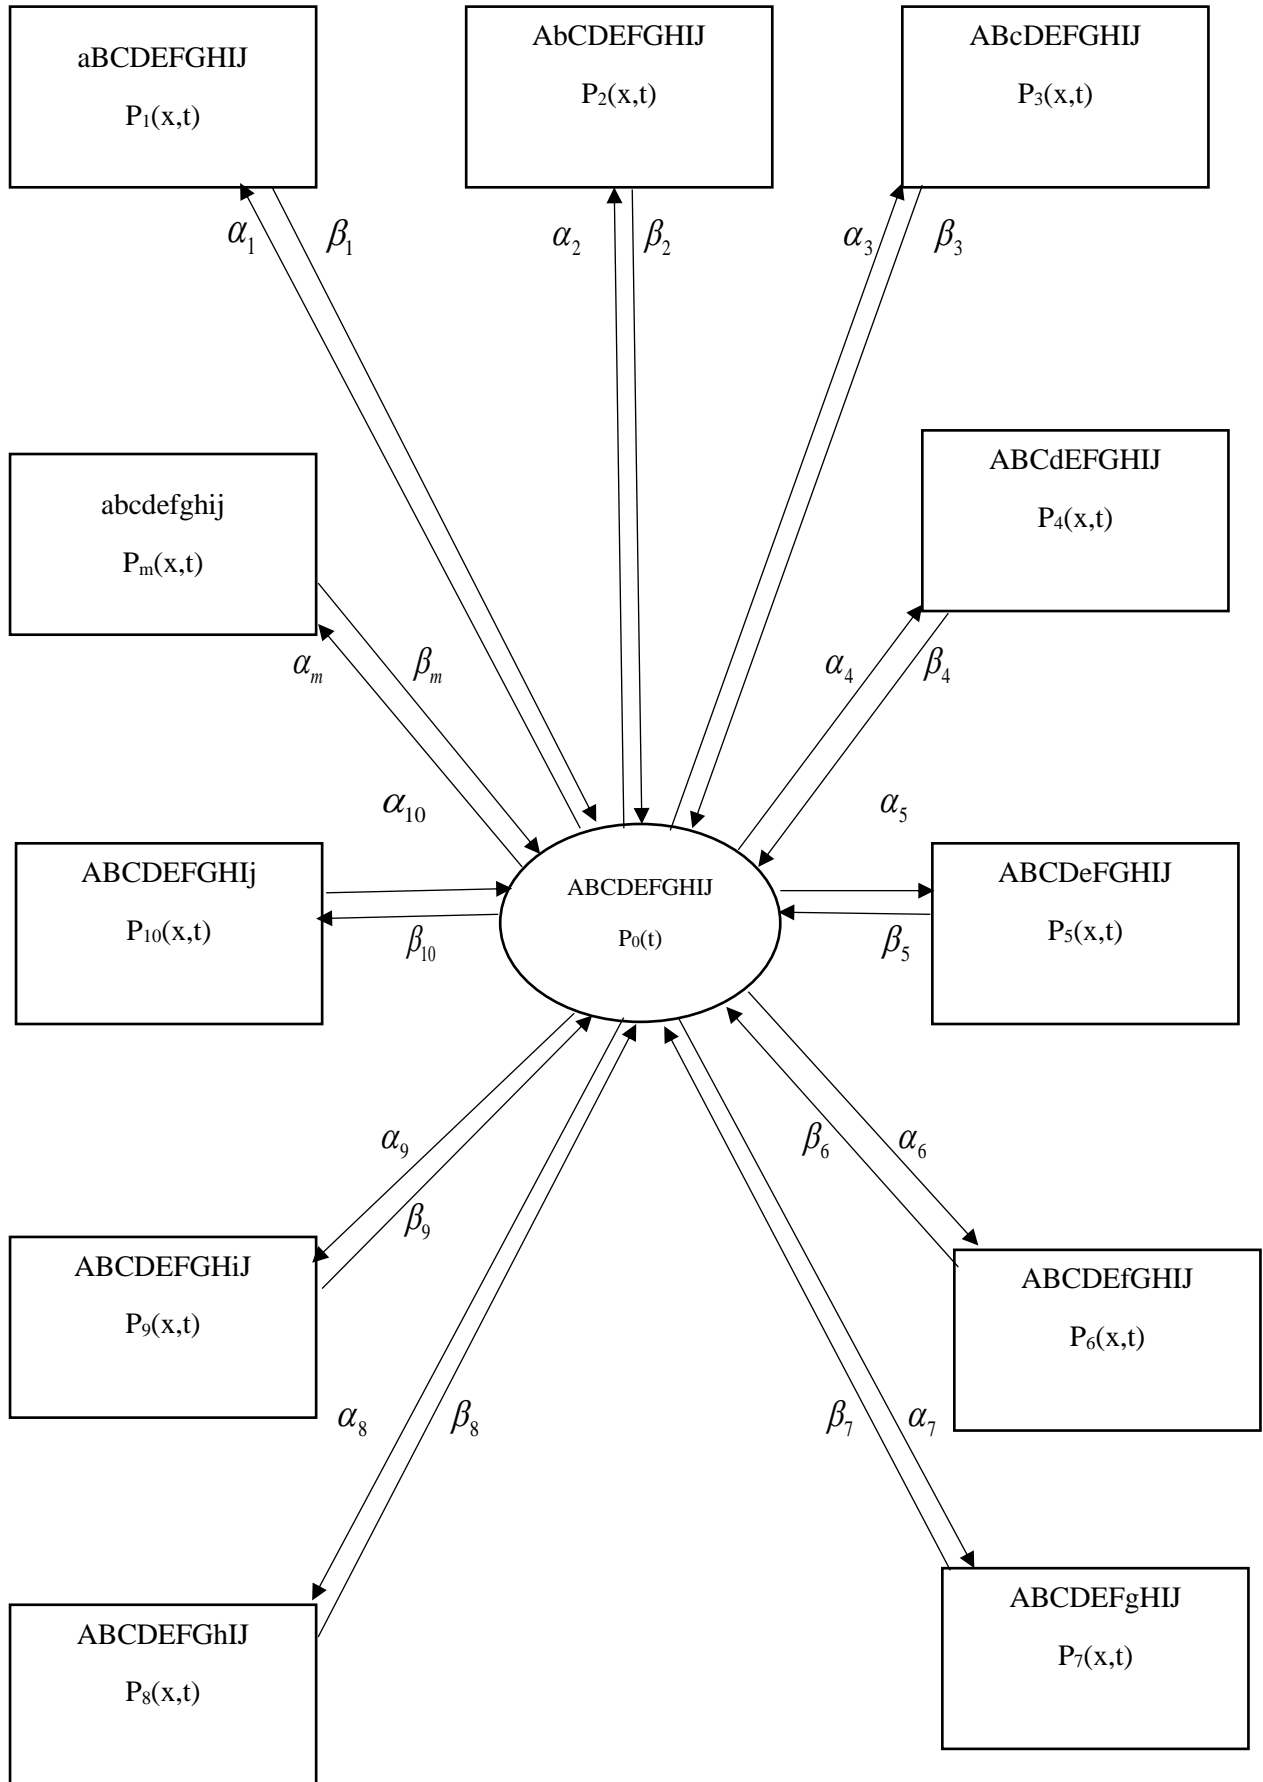 aBCDEFGHIJ
P₁(x,t)
AbCDEFGHIJ
P₂(x,t)
ABcDEFGHIJ
P₃(x,t)
α₁
β₁
α₂
β₂
α₃
β₃
abcdefghij
Pₘ(x,t)
ABCdEFGHIJ
P₄(x,t)
αₘ
βₘ
α₄
β₄
α₁₀
α₅
ABCDEFGHIj
P₁₀(x,t)
ABCDEFGHIJ
P₀(t)
ABCDeFGHIJ
P₅(x,t)
β₁₀
β₅
α₉
β₉
β₆
α₆
ABCDEFGHiJ
P₉(x,t)
ABCDEfGHIJ
P₆(x,t)
α₈
β₈
β₇
α₇
ABCDEFGhIJ
P₈(x,t)
ABCDEFgHIJ
P₇(x,t)